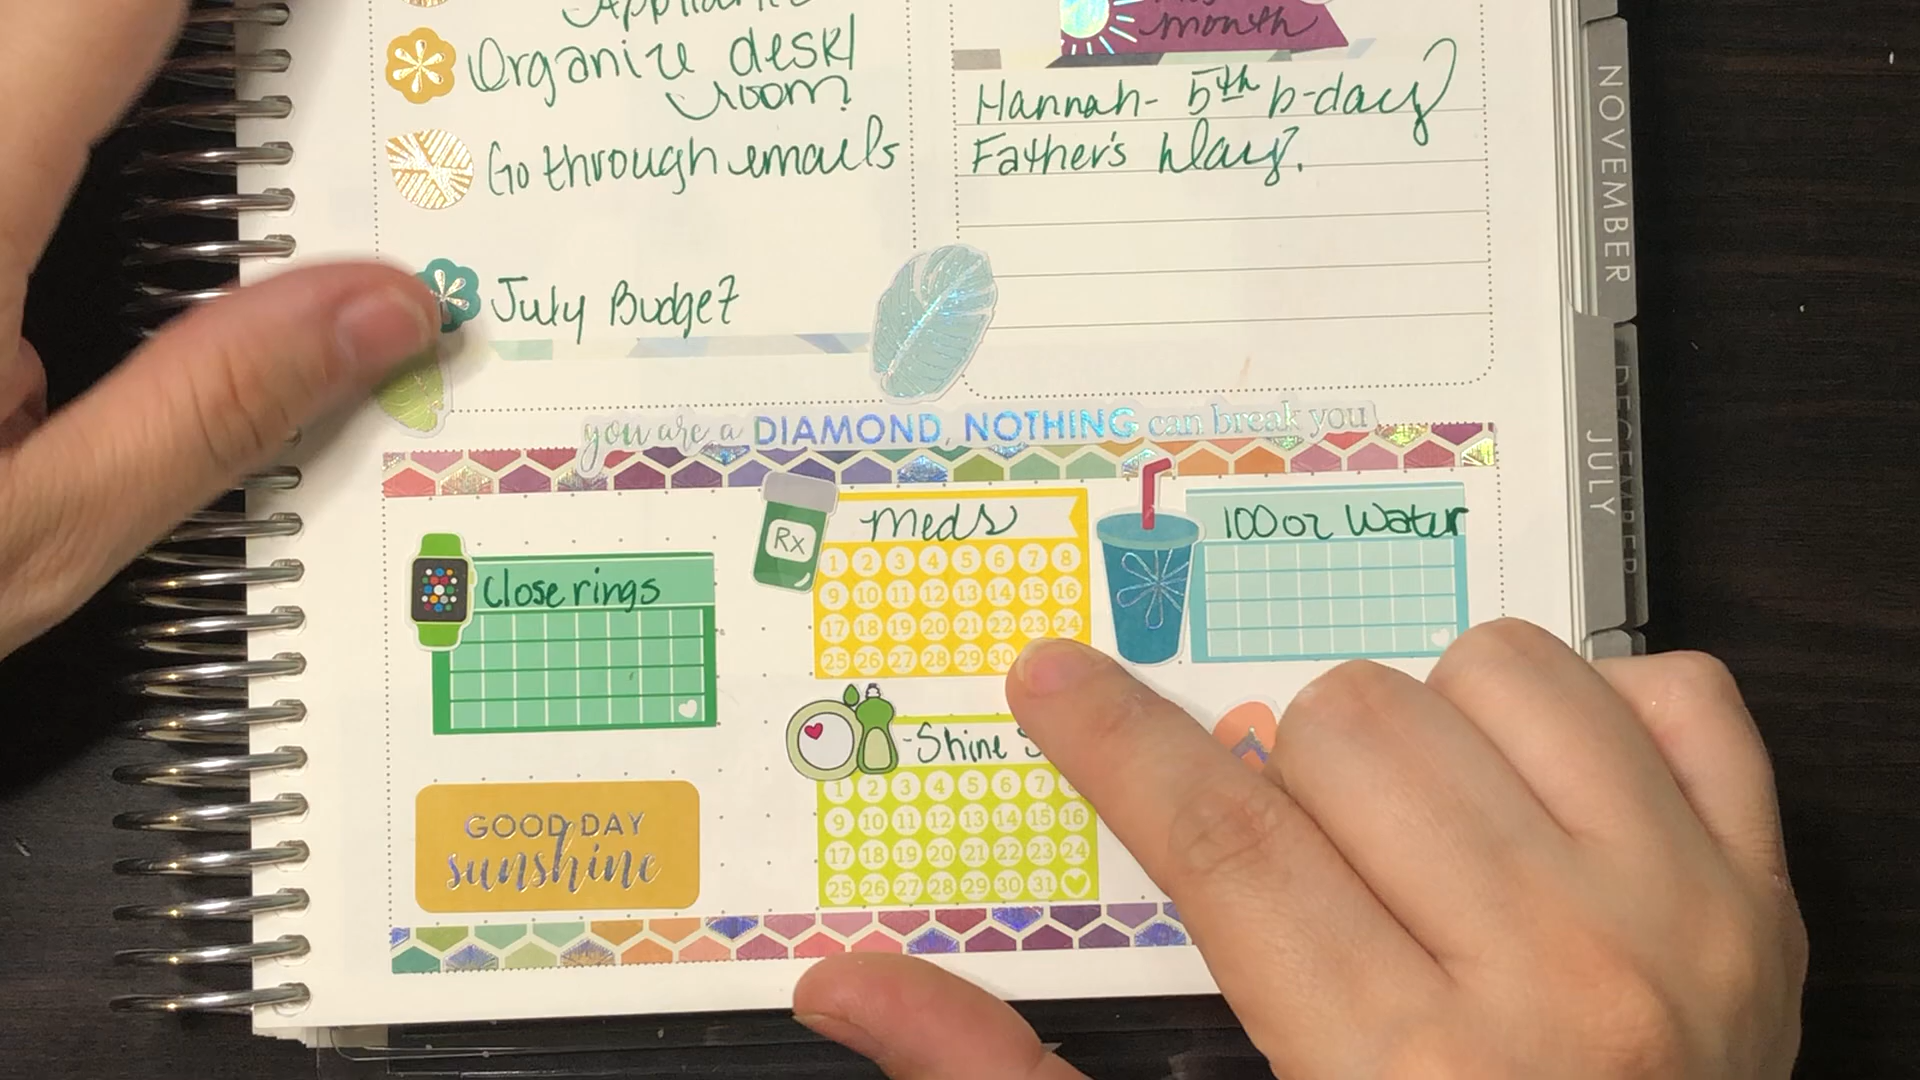 month
Organize desk/
room?
Hannah- 5th b-day?
Father's Day?.
Go through emails
July Budget
you are a DIAMOND, NOTHING can break you
Close rings
Rx
Meds
1 2 3 4 5 6 7 8
9 10 11 12 13 14 15 16
17 18 19 20 21 22 23 24
25 26 27 28 29 30
100 oz Water
-Shine
1 2 3 4 5 6 7
9 10 11 12 13 14 15 16
17 18 19 20 21 22 23 24
25 26 27 28 29 30 31
GOOD DAY
sunshine
NOVEMBER
DECEMBER
JULY